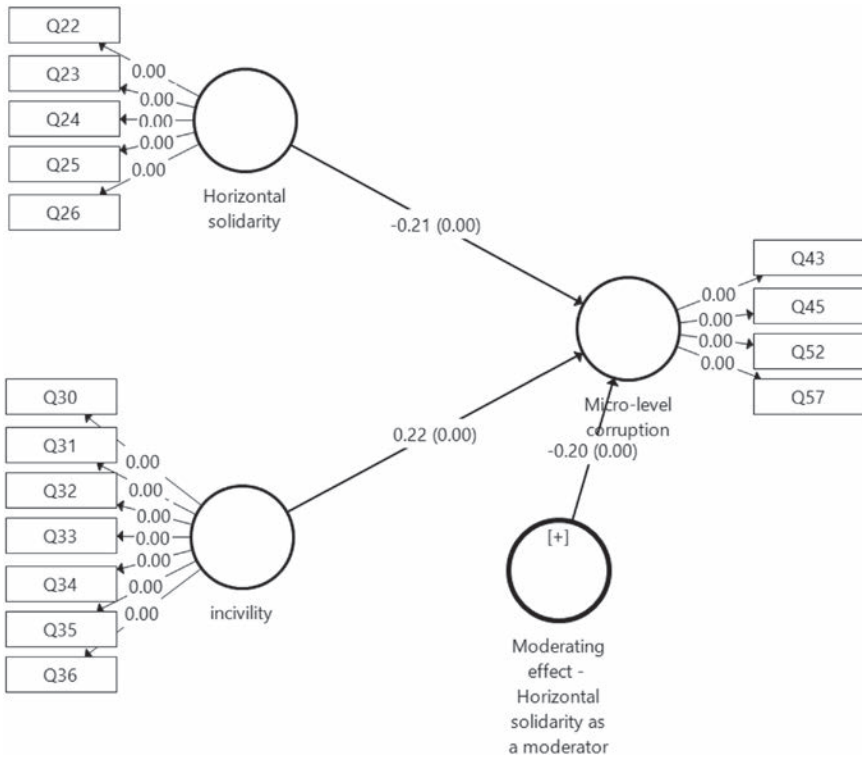 Q22
Q23
Q24
Q25
Q26
0.00
0.00
0.00
0.00
0.00
Horizontal
solidarity
-0.21 (0.00)
Q43
Q45
Q52
Q57
0.00
0.00
0.00
0.00
Micro-level
corruption
Q30
Q31
Q32
Q33
Q34
Q35
Q36
0.00
0.00
0.00
0.00
0.00
0.00
0.00
incivility
0.22 (0.00)
-0.20 (0.00)
[+]
Moderating
effect -
Horizontal
solidarity as
a moderator